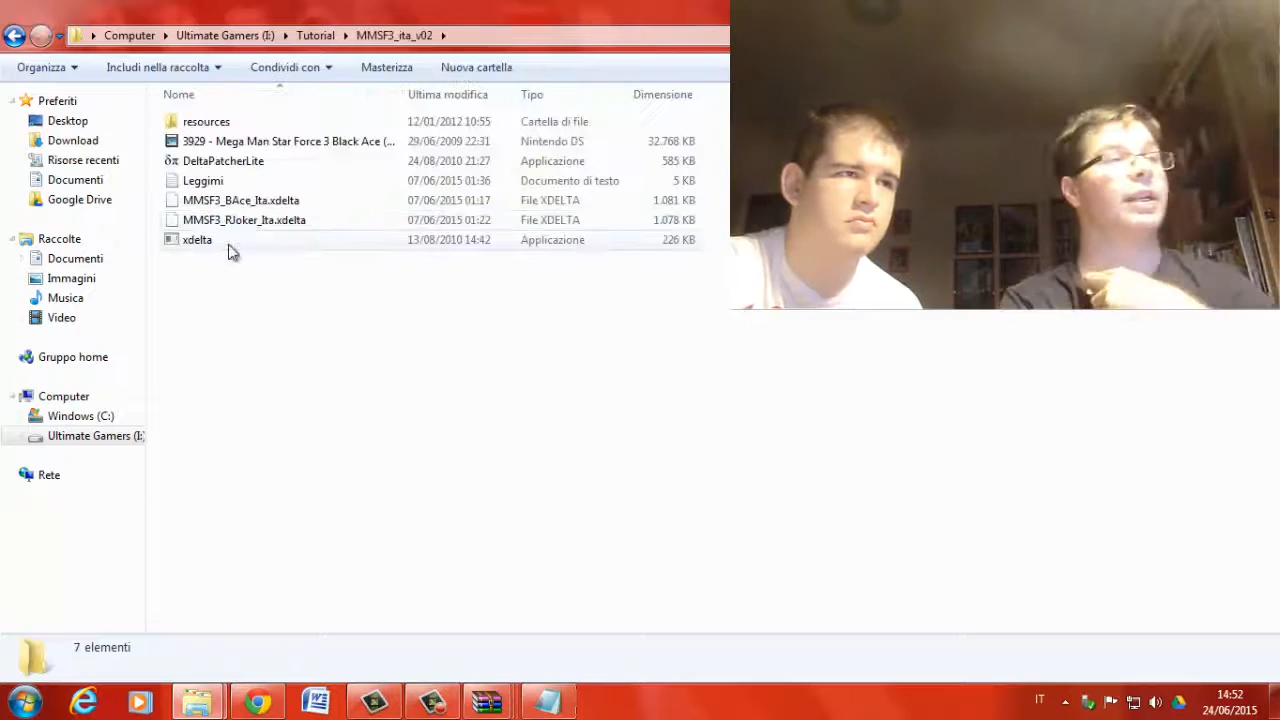 Computer Ultimate Gamers (I:) Tutorial MMSF3_ita_v02
Organizza Includi nella raccolta Condividi con Masterizza Nuova cartella
Nome Ultima modifica Tipo Dimensione
resources 12/01/2012 10:55 Cartella di file
3929 - Mega Man Star Force 3 Black Ace (... 29/06/2009 22:31 Nintendo DS 32.768 KB
DeltaPatcherLite 24/08/2010 21:27 Applicazione 585 KB
Leggimi 07/06/2015 01:36 Documento di testo 5 KB
MMSF3_BAce_Ita.xdelta 07/06/2015 01:17 File XDELTA 1.081 KB
MMSF3_RJoker_Ita.xdelta 07/06/2015 01:22 File XDELTA 1.078 KB
xdelta 13/08/2010 14:42 Applicazione 226 KB
Preferiti
Desktop
Download
Risorse recenti
Documenti
Google Drive
Raccolte
Documenti
Immagini
Musica
Video
Gruppo home
Computer
Windows (C:)
Ultimate Gamers (I:)
Rete
7 elementi
IT
14:52
24/06/2015